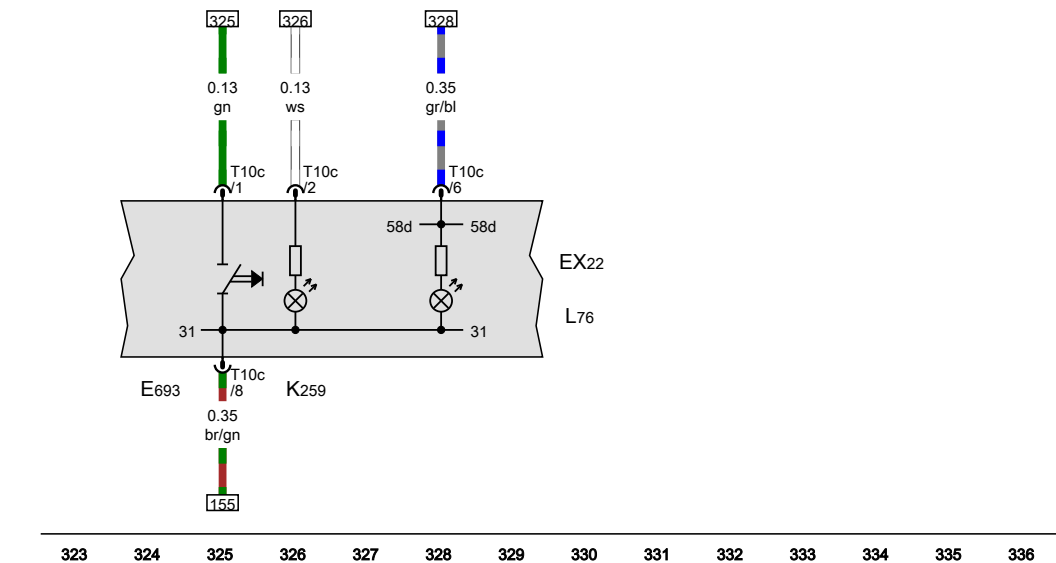 325 326 328
0.13 0.13 0.35
gn ws gr/bl
T10c T10c T10c
/1 /2 /6
58d 58d
EX22
L76
31 31
T10c
E693 /8 K259
0.35
br/gn
155
323 324 325 326 327 328 329 330 331 332 333 334 335 336